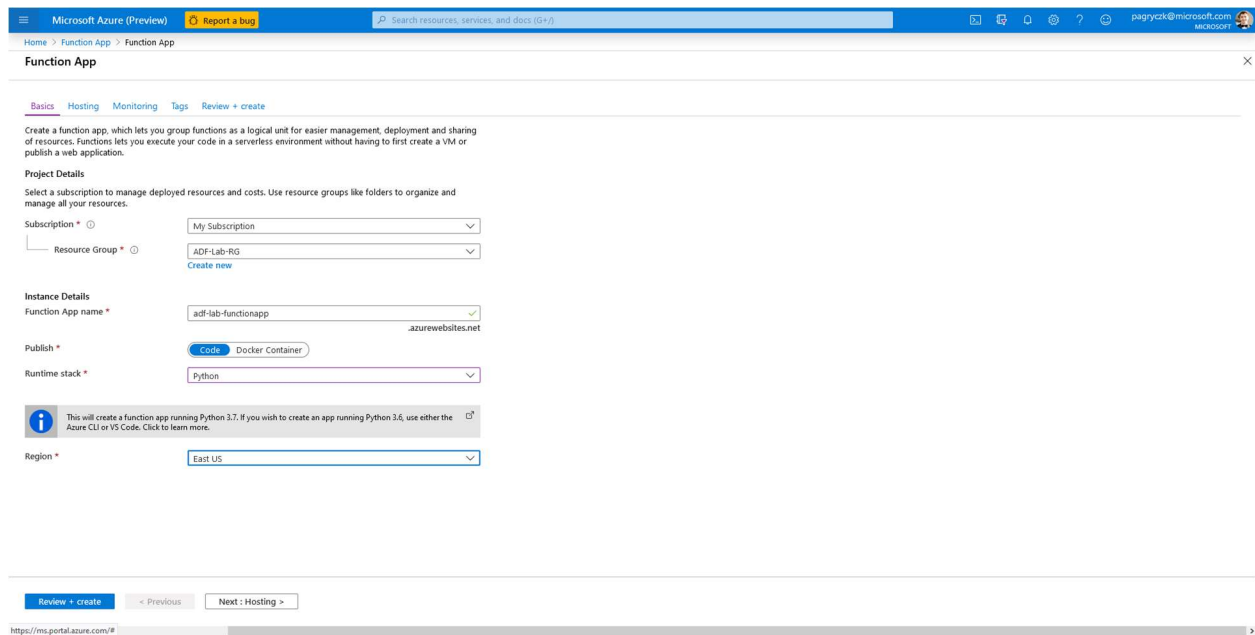 Microsoft Azure (Preview) Report a bug Search resources, services, and docs (G+/) pagryczk@microsoft.com
MICROSOFT
Home > Function App > Function App
Function App
Basics Hosting Monitoring Tags Review + create
Create a function app, which lets you group functions as a logical unit for easier management, deployment and sharing
of resources. Functions lets you execute your code in a serverless environment without having to first create a VM or
publish a web application.
Project Details
Select a subscription to manage deployed resources and costs. Use resource groups like folders to organize and
manage all your resources.
Subscription * My Subscription
Resource Group * ADF-Lab-RG
Create new
Instance Details
Function App name * adf-lab-functionapp
.azurewebsites.net
Publish * Code Docker Container
Runtime stack * Python
This will create a function app running Python 3.7. If you wish to create an app running Python 3.6, use either the
Azure CLI or VS Code. Click to learn more.
Region * East US
Review + create < Previous Next : Hosting >
https://ms.portal.azure.com/#